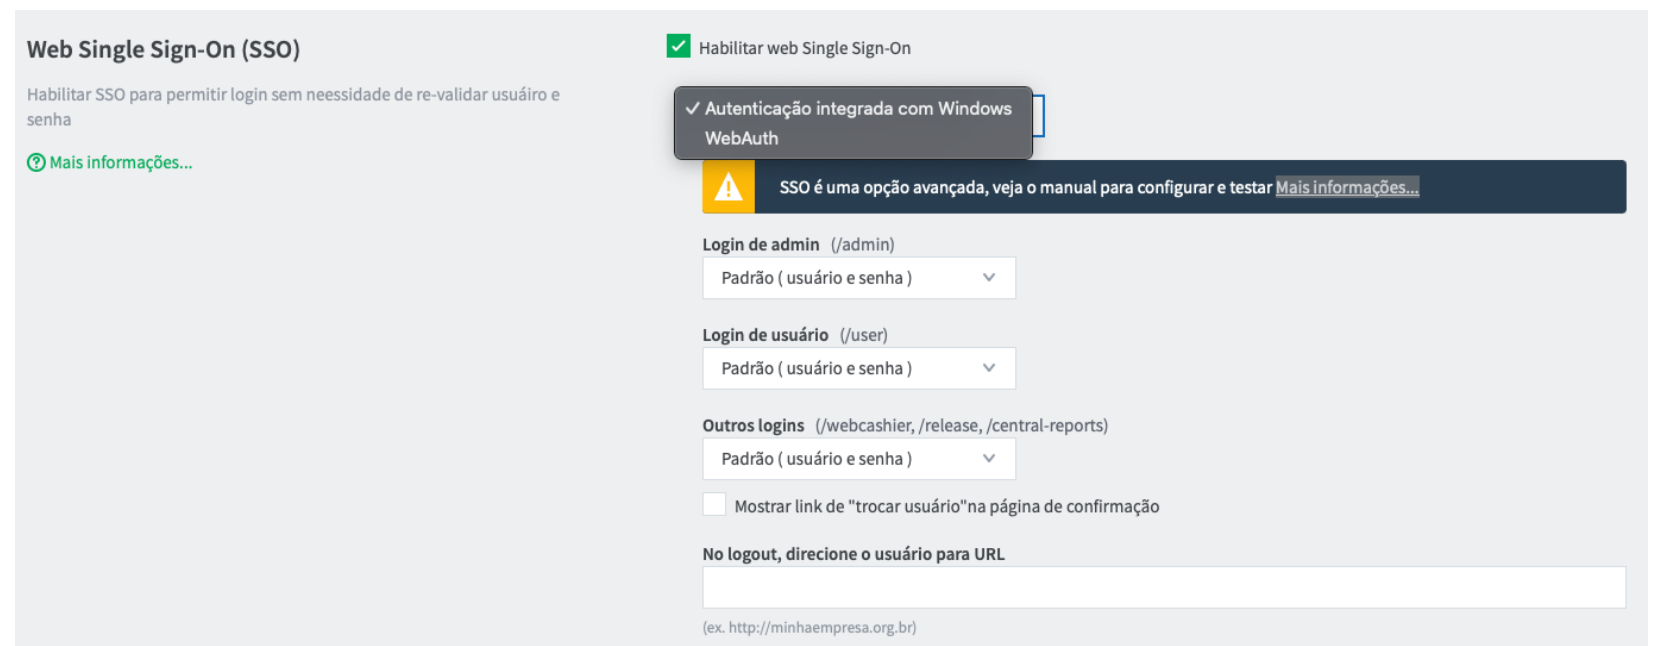 Web Single Sign-On (SSO)
Habilitar SSO para permitir login sem neessidade de re-validar usuáiro e
senha
Mais informações...
Habilitar web Single Sign-On
Autenticação integrada com Windows
WebAuth
SSO é uma opção avançada, veja o manual para configurar e testar Mais informações...
Login de admin (/admin)
Padrão ( usuário e senha )
Login de usuário (/user)
Padrão ( usuário e senha )
Outros logins (/webcashier, /release, /central-reports)
Padrão ( usuário e senha )
Mostrar link de "trocar usuário"na página de confirmação
No logout, direcione o usuário para URL
(ex. http://minhaempresa.org.br)